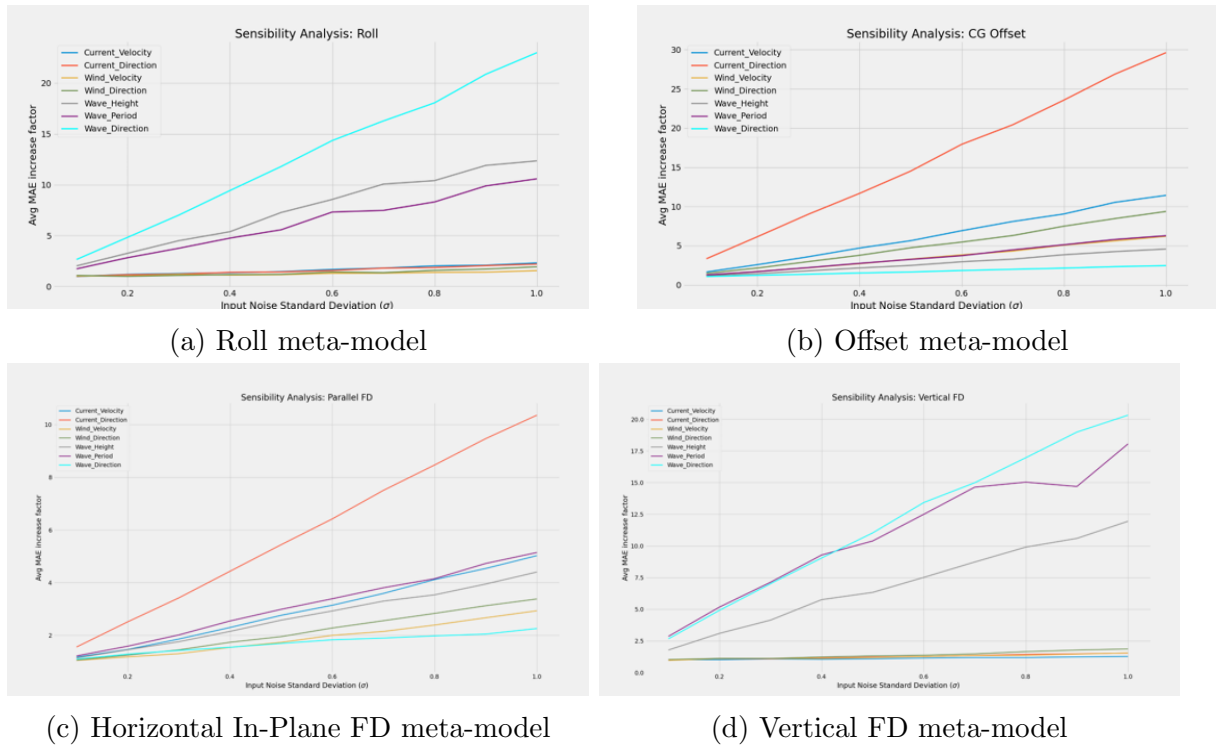 Sensibility Analysis: Roll
Current_Velocity
Current_Direction
Wind_Velocity
Wind_Direction
Wave_Height
Wave_Period
Wave_Direction
Avg MAE increase factor
20
15
10
5
0
0.2 0.4 0.6 0.8 1.0
Input Noise Standard Deviation (σ)
(a) Roll meta-model
Sensibility Analysis: CG Offset
Current_Velocity
Current_Direction
Wind_Velocity
Wind_Direction
Wave_Height
Wave_Period
Wave_Direction
Avg MAE increase factor
30
25
20
15
10
5
0
0.2 0.4 0.6 0.8 1.0
Input Noise Standard Deviation (σ)
(b) Offset meta-model
Sensibility Analysis: Parallel FD
Current_Velocity
Current_Direction
Wind_Velocity
Wind_Direction
Wave_Height
Wave_Period
Wave_Direction
Avg MAE increase factor
10
8
6
4
2
0.2 0.4 0.6 0.8 1.0
Input Noise Standard Deviation (σ)
(c) Horizontal In-Plane FD meta-model
Sensibility Analysis: Vertical FD
Current_Velocity
Current_Direction
Wind_Velocity
Wind_Direction
Wave_Height
Wave_Period
Wave_Direction
Avg MAE increase factor
20.0
17.5
15.0
12.5
10.0
7.5
5.0
2.5
0.0
0.2 0.4 0.6 0.8 1.0
Input Noise Standard Deviation (σ)
(d) Vertical FD meta-model